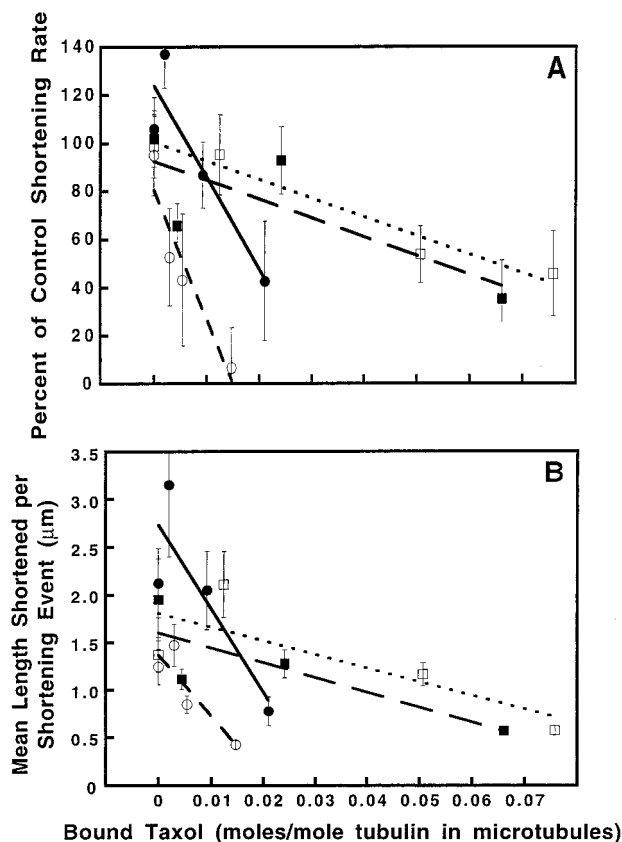 A
Percent of Control Shortening Rate
140
120
100
80
60
40
20
0
B
Mean Length Shortened per
Shortening Event (μm)
3.5
3.0
2.5
2.0
1.5
1.0
0.5
0
0 0.01 0.02 0.03 0.04 0.05 0.06 0.07
Bound Taxol (moles/mole tubulin in microtubules)